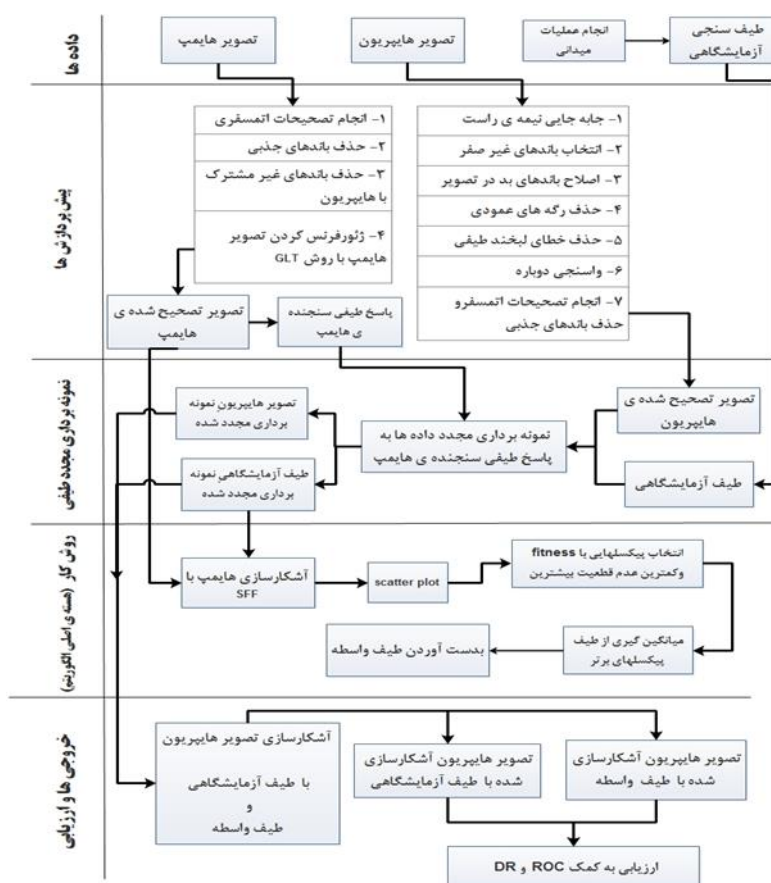 داده ها
تصویر هایمپ
تصویر هایپریون
انجام عملیات
میدانی
طیف سنجی
آزمایشگاهی
پیش پردازش ها
۱- جابه جایی نیمه ی راست
۲- انتخاب باندهای غیر صفر
۳- اصلاح باندهای بد در تصویر
۴- حذف رگه های عمودی
۵- حذف خطای لبخند طیفی
۶- واسنجی دوباره
۷- انجام تصحیحات اتمسفرو
حذف باندهای جذبی
۱- انجام تصحیحات اتمسفری
۲- حذف باندهای جذبی
۳- حذف باندهای غیر مشترک
با هایپریون
۴- ژئورفرنس کردن تصویر
هایمپ با روش GLT
تصویر تصحیح شده ی
هایمپ
پاسخ طیفی سنجنده
ی هایمپ
نمونه برداری مجدد طیفی
تصویر تصحیح شده ی
هایپریون
طیف آزمایشگاهی
نمونه برداری مجدد داده ها به
پاسخ طیفی سنجنده ی هایمپ
تصویر هایپریون نمونه
برداری مجدد شده
طیف آزمایشگاهی نمونه
برداری مجدد شده
روش کار (هسته ی اصلی الگوریتم)
آشکارسازی هایمپ با
SFF
scatter plot
انتخاب پیکسلهایی با fitness
وکمترین عدم قطعیت بیشترین
میانگین گیری از طیف
پیکسلهای برتر
بدست آوردن طیف واسطه
خروجی ها و ارزیابی
آشکارسازی تصویر هایپریون
با طیف آزمایشگاهی
و
طیف واسطه
تصویر هایپریون آشکارسازی
شده با طیف آزمایشگاهی
تصویر هایپریون آشکارسازی
شده با طیف واسطه
ارزیابی به کمک ROC و DR